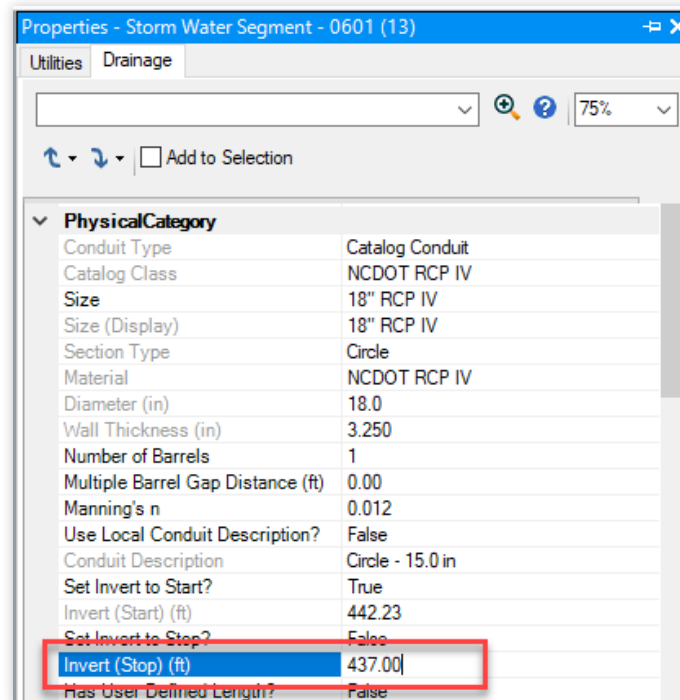 Properties - Storm Water Segment - 0601 (13)
Utilities Drainage
75%
Add to Selection
PhysicalCategory
Conduit Type Catalog Conduit
Catalog Class NCDOT RCP IV
Size 18" RCP IV
Size (Display) 18" RCP IV
Section Type Circle
Material NCDOT RCP IV
Diameter (in) 18.0
Wall Thickness (in) 3.250
Number of Barrels 1
Multiple Barrel Gap Distance (ft) 0.00
Manning's n 0.012
Use Local Conduit Description? False
Conduit Description Circle - 15.0 in
Set Invert to Start? True
Invert (Start) (ft) 442.23
Set Invert to Stop? False
Invert (Stop) (ft) 437.00
Has User Defined Length? False